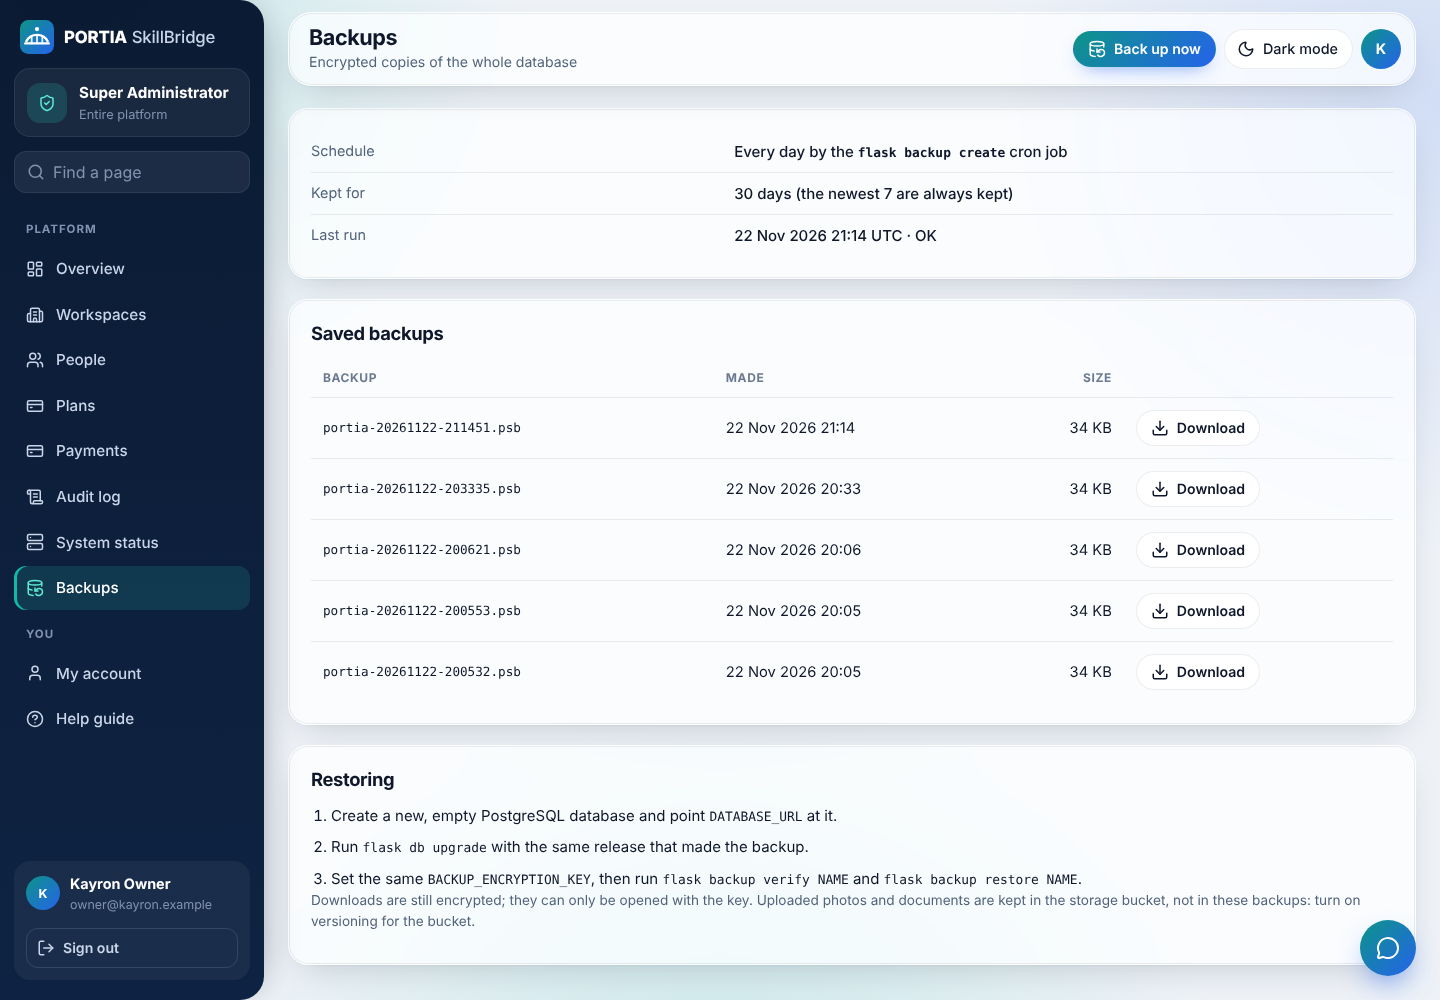 PORTIA SkillBridge
Super Administrator
Entire platform
Find a page
PLATFORM
Overview
Workspaces
People
Plans
Payments
Audit log
System status
Backups
YOU
My account
Help guide
K
Kayron Owner
owner@kayron.example
Sign out
Backups
Encrypted copies of the whole database
Back up now
Dark mode
K
Schedule Every day by the flask backup create cron job
Kept for 30 days (the newest 7 are always kept)
Last run 22 Nov 2026 21:14 UTC · OK
Saved backups
BACKUP MADE SIZE
portia-20261122-211451.psb 22 Nov 2026 21:14 34 KB Download
portia-20261122-203335.psb 22 Nov 2026 20:33 34 KB Download
portia-20261122-200621.psb 22 Nov 2026 20:06 34 KB Download
portia-20261122-200553.psb 22 Nov 2026 20:05 34 KB Download
portia-20261122-200532.psb 22 Nov 2026 20:05 34 KB Download
Restoring
1. Create a new, empty PostgreSQL database and point DATABASE_URL at it.
2. Run flask db upgrade with the same release that made the backup.
3. Set the same BACKUP_ENCRYPTION_KEY, then run flask backup verify NAME and flask backup restore NAME.
Downloads are still encrypted; they can only be opened with the key. Uploaded photos and documents are kept in the storage bucket, not in these backups: turn on
versioning for the bucket.